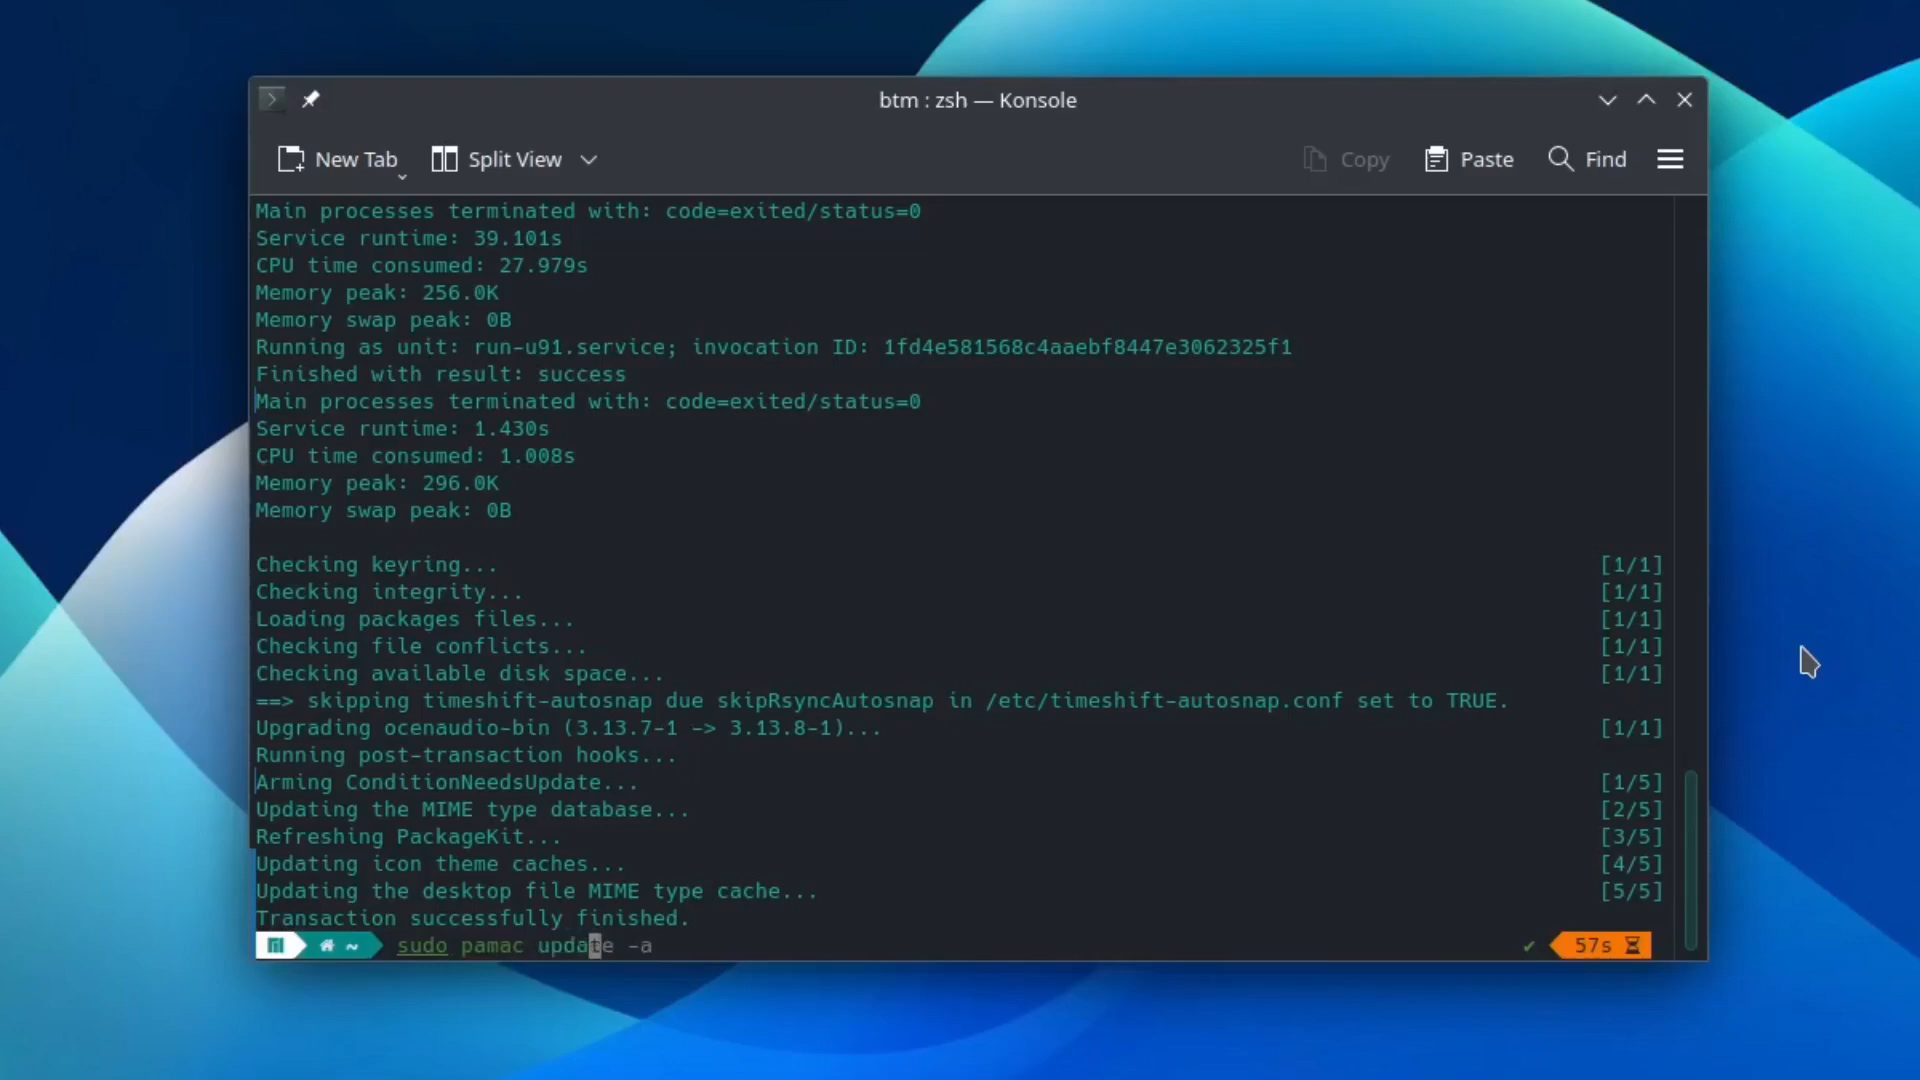 btm : zsh — Konsole
New Tab Split View Copy Paste Find
Main processes terminated with: code=exited/status=0
Service runtime: 39.101s
CPU time consumed: 27.979s
Memory peak: 256.0K
Memory swap peak: 0B
Running as unit: run-u91.service; invocation ID: 1fd4e581568c4aaebf8447e3062325f1
Finished with result: success
Main processes terminated with: code=exited/status=0
Service runtime: 1.430s
CPU time consumed: 1.008s
Memory peak: 296.0K
Memory swap peak: 0B
Checking keyring... [1/1]
Checking integrity... [1/1]
Loading packages files... [1/1]
Checking file conflicts... [1/1]
Checking available disk space... [1/1]
==> skipping timeshift-autosnap due skipRsyncAutosnap in /etc/timeshift-autosnap.conf set to TRUE.
Upgrading ocenaudio-bin (3.13.7-1 -> 3.13.8-1)... [1/1]
Running post-transaction hooks...
Arming ConditionNeedsUpdate... [1/5]
Updating the MIME type database... [2/5]
Refreshing PackageKit... [3/5]
Updating icon theme caches... [4/5]
Updating the desktop file MIME type cache... [5/5]
Transaction successfully finished.
~ sudo pamac update -a ✔ 57s